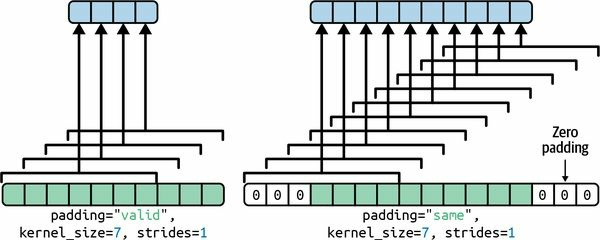 Zero
padding
0 0 0 0 0 0
padding="valid",
kernel_size=7, strides=1
padding="same",
kernel_size=7, strides=1